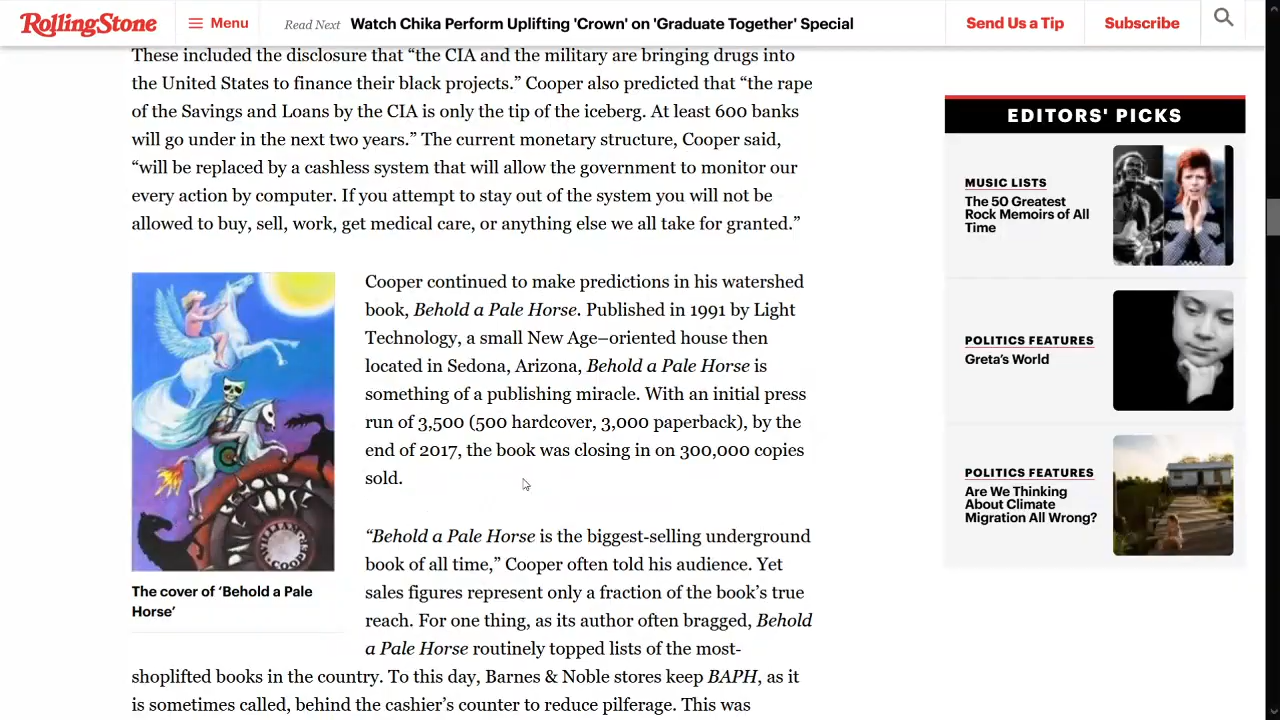 RollingStone
Menu
Read Next Watch Chika Perform Uplifting 'Crown' on 'Graduate Together' Special
Send Us a Tip
Subscribe
These included the disclosure that “the CIA and the military are bringing drugs into
the United States to finance their black projects.” Cooper also predicted that “the rape
of the Savings and Loans by the CIA is only the tip of the iceberg. At least 600 banks
will go under in the next two years.” The current monetary structure, Cooper said,
“will be replaced by a cashless system that will allow the government to monitor our
every action by computer. If you attempt to stay out of the system you will not be
allowed to buy, sell, work, get medical care, or anything else we all take for granted.”
Cooper continued to make predictions in his watershed
book, Behold a Pale Horse. Published in 1991 by Light
Technology, a small New Age–oriented house then
located in Sedona, Arizona, Behold a Pale Horse is
something of a publishing miracle. With an initial press
run of 3,500 (500 hardcover, 3,000 paperback), by the
end of 2017, the book was closing in on 300,000 copies
sold.
WILLIAM
COOPER
The cover of ‘Behold a Pale
Horse’
“Behold a Pale Horse is the biggest-selling underground
book of all time,” Cooper often told his audience. Yet
sales figures represent only a fraction of the book’s true
reach. For one thing, as its author often bragged, Behold
a Pale Horse routinely topped lists of the most-
shoplifted books in the country. To this day, Barnes & Noble stores keep BAPH, as it
is sometimes called, behind the cashier’s counter to reduce pilferage. This was
EDITORS' PICKS
MUSIC LISTS
The 50 Greatest
Rock Memoirs of All
Time
POLITICS FEATURES
Greta’s World
POLITICS FEATURES
Are We Thinking
About Climate
Migration All Wrong?